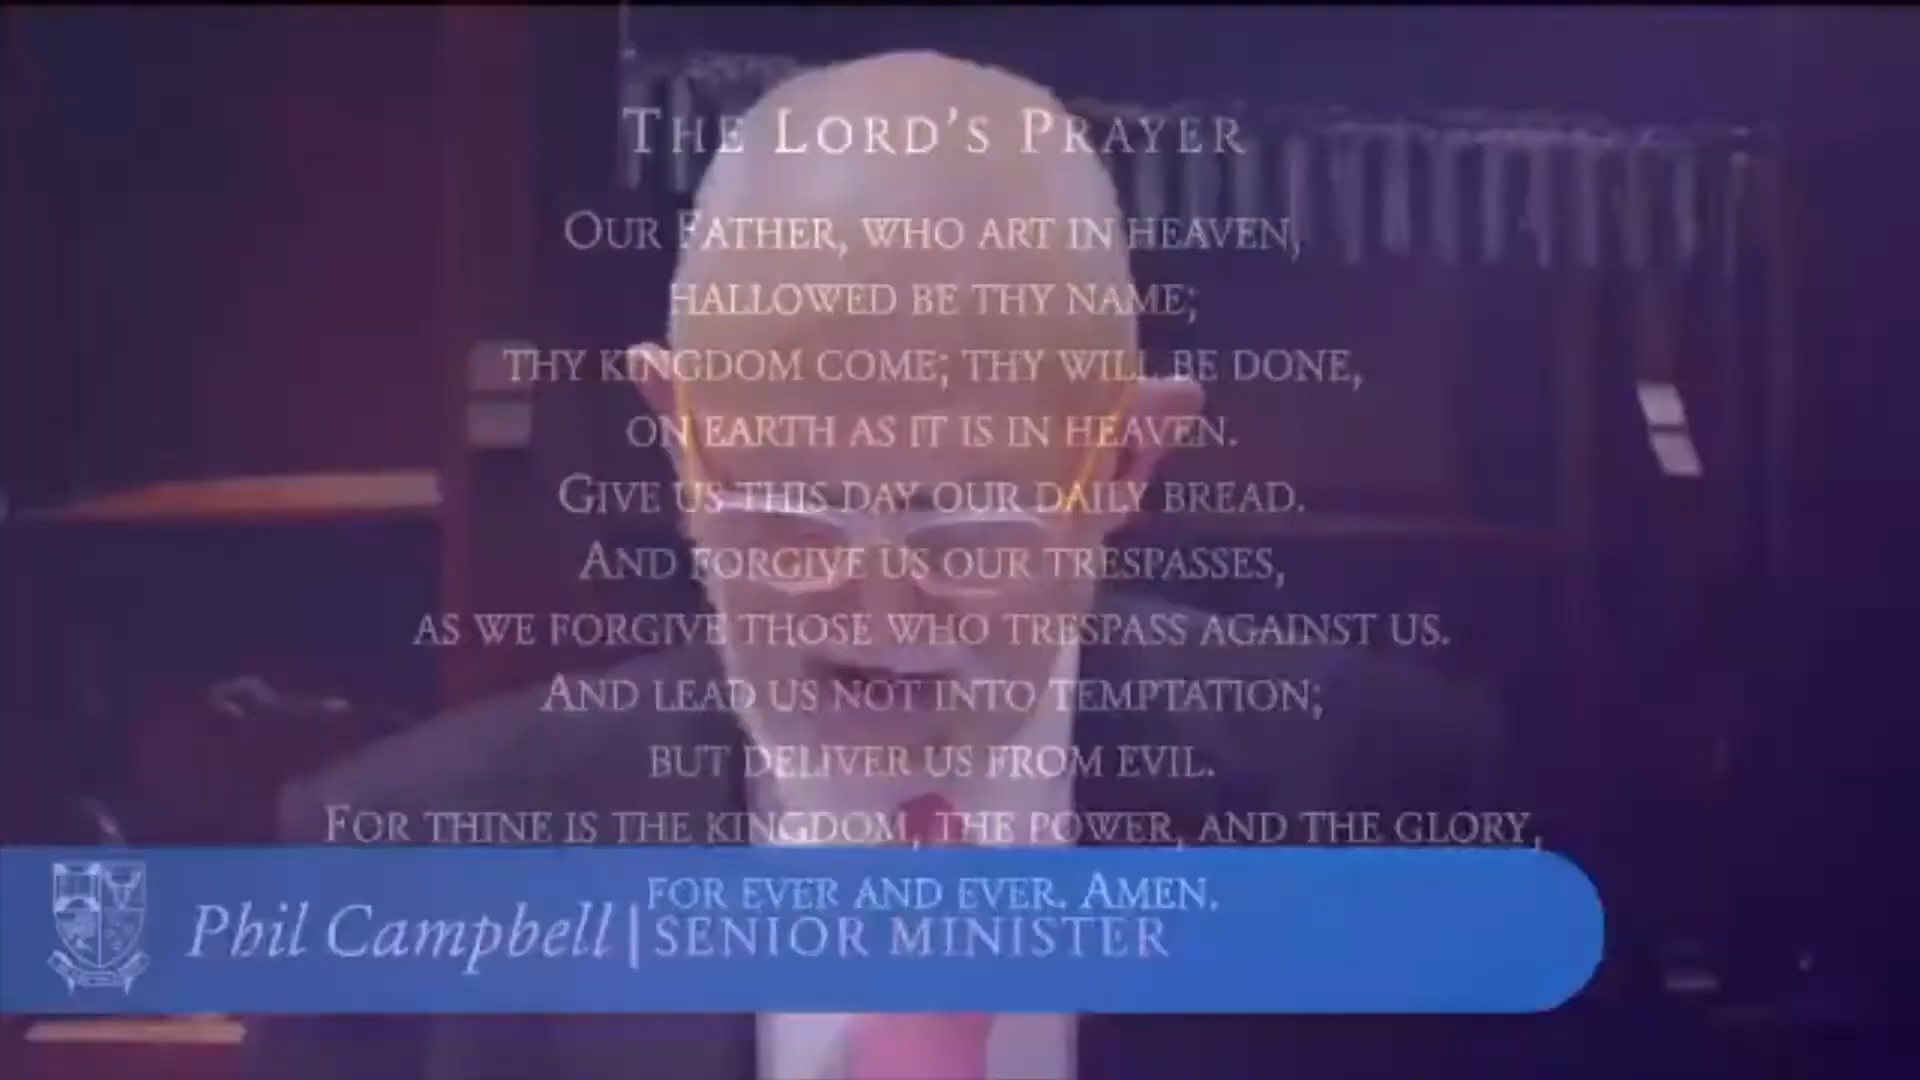 THE LORD'S PRAYER
OUR FATHER, WHO ART IN HEAVEN,
HALLOWED BE THY NAME;
THY KINGDOM COME; THY WILL BE DONE,
ON EARTH AS IT IS IN HEAVEN.
GIVE US THIS DAY OUR DAILY BREAD.
AND FORGIVE US OUR TRESPASSES,
AS WE FORGIVE THOSE WHO TRESPASS AGAINST US.
AND LEAD US NOT INTO TEMPTATION;
BUT DELIVER US FROM EVIL.
FOR THINE IS THE KINGDOM, THE POWER, AND THE GLORY,
FOR EVER AND EVER. AMEN.
Phil Campbell | SENIOR MINISTER